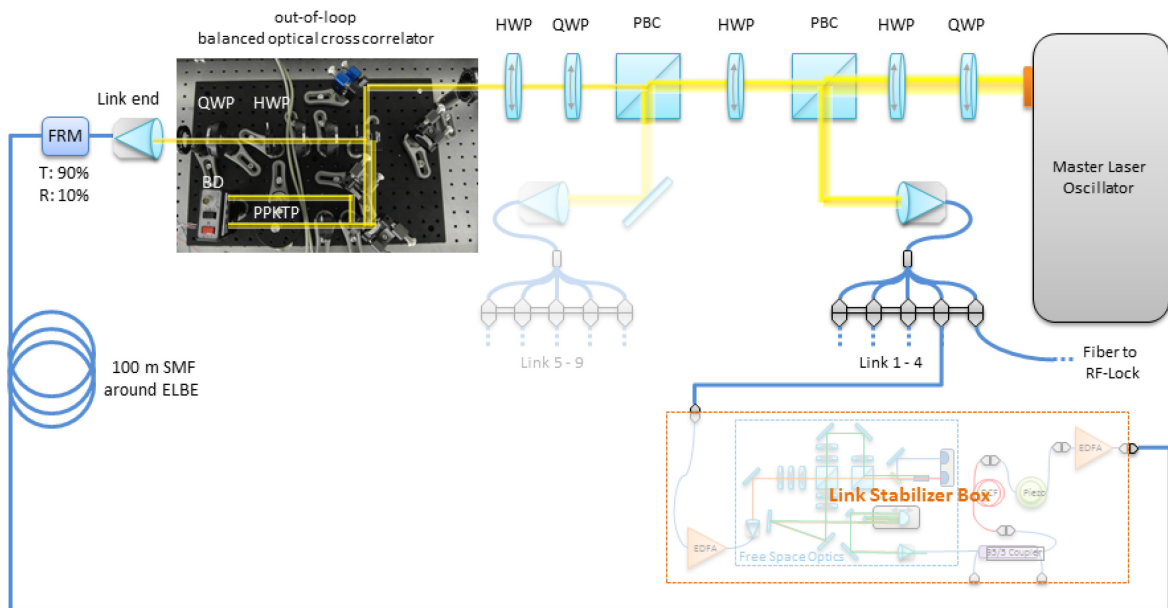 out-of-loop
balanced optical cross correlator
HWP
QWP
PBC
HWP
PBC
HWP
QWP
Link end
FRM
T: 90%
R: 10%
QWP
HWP
BD
PPKTP
Master Laser
Oscillator
100 m SMF
around ELBE
Link 5 - 9
Link 1 - 4
Fiber to
RF-Lock
EDFA
Link Stabilizer Box
Piezo
EDFA
Free Space Optics
95/5 Coupler